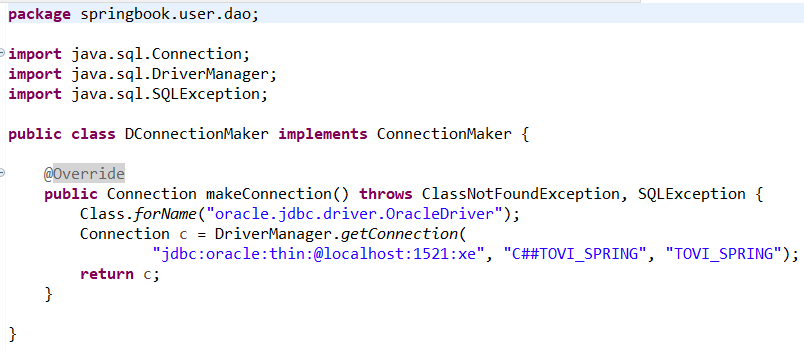 package springbook.user.dao;
import java.sql.Connection;
import java.sql.DriverManager;
import java.sql.SQLException;
public class DConnectionMaker implements ConnectionMaker {
@Override
public Connection makeConnection() throws ClassNotFoundException, SQLException {
Class.forName("oracle.jdbc.driver.OracleDriver");
Connection c = DriverManager.getConnection(
"jdbc:oracle:thin:@localhost:1521:xe", "C##TOVI_SPRING", "TOVI_SPRING");
return c;
}
}